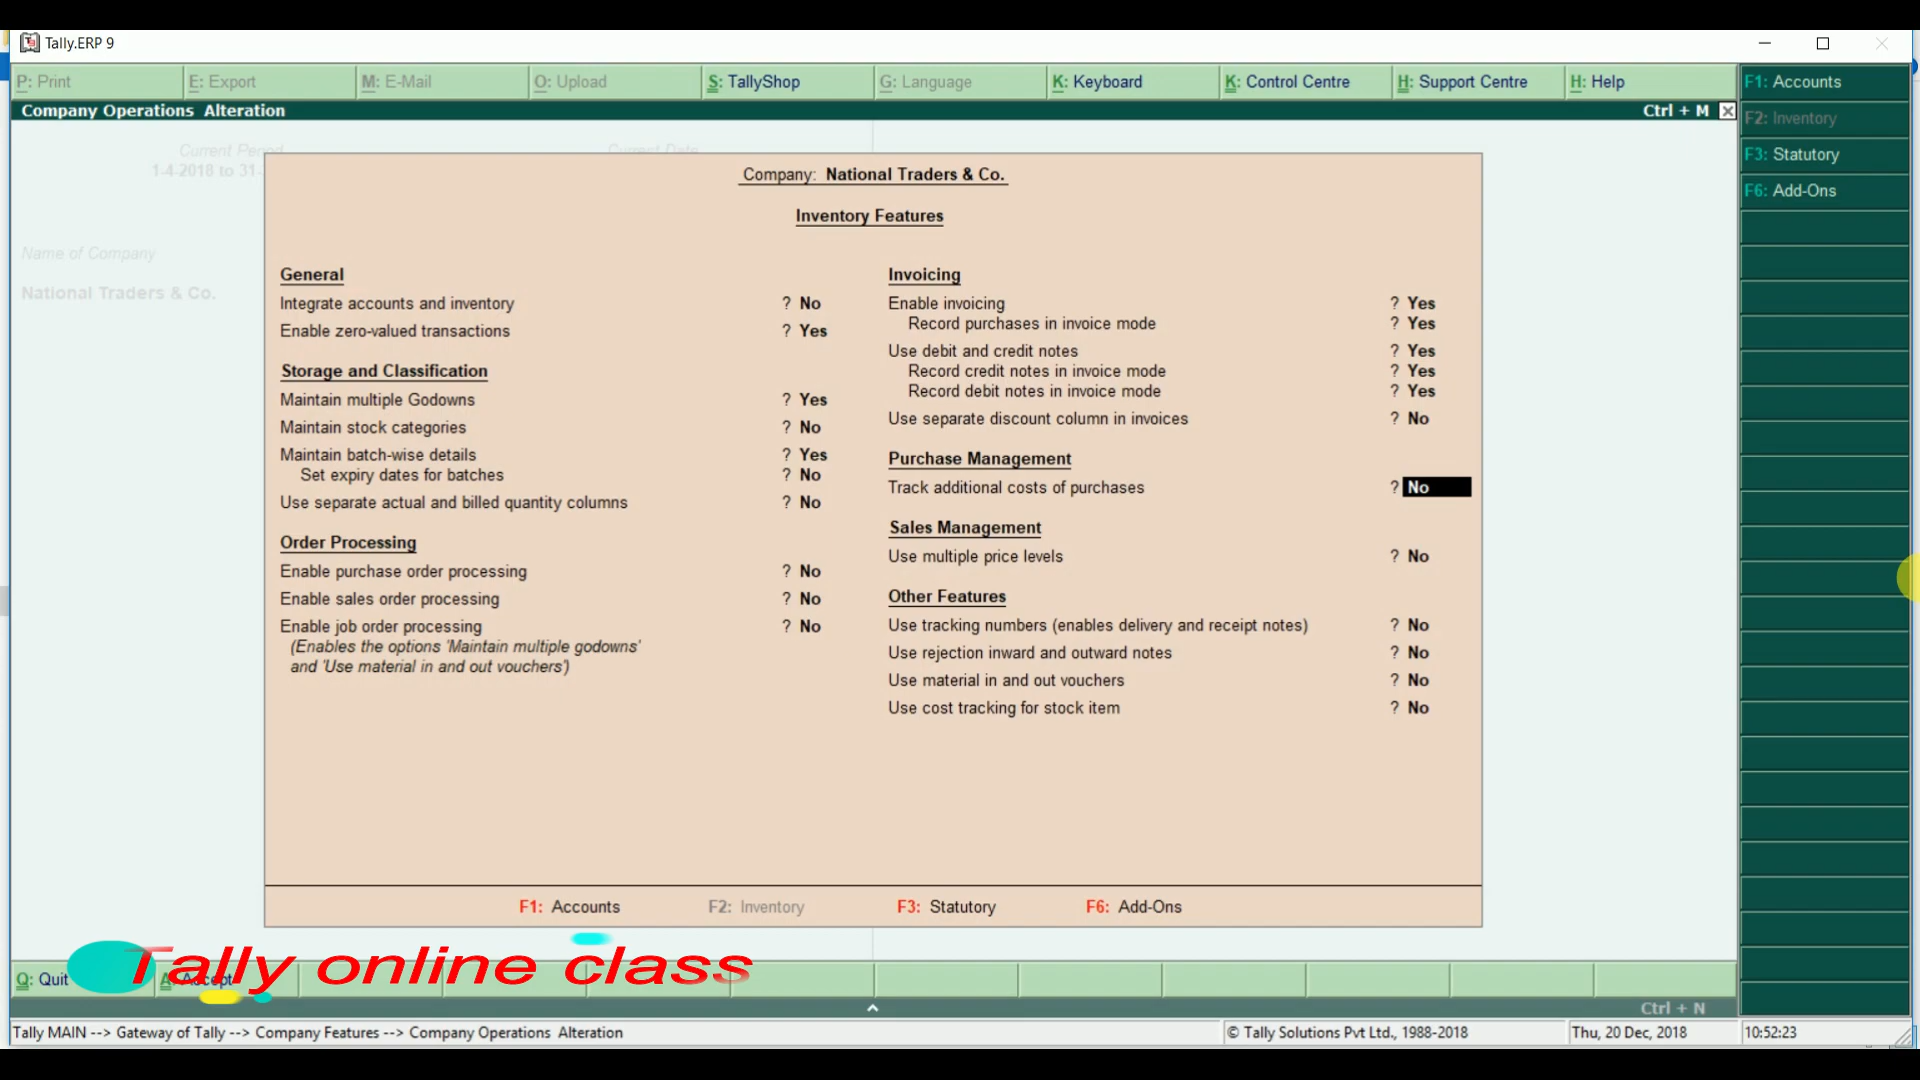 Tally.ERP 9
P: Print E: Export M: E-Mail O: Upload S: TallyShop G: Language K: Keyboard K: Control Centre H: Support Centre H: Help
Company Operations Alteration Ctrl + M
Current Period Current Date
1-4-2018 to 31-
Name of Company
National Traders & Co.
Company: National Traders & Co.
Inventory Features
General
Integrate accounts and inventory ? No
Enable zero-valued transactions ? Yes
Storage and Classification
Maintain multiple Godowns ? Yes
Maintain stock categories ? No
Maintain batch-wise details ? Yes
Set expiry dates for batches ? No
Use separate actual and billed quantity columns ? No
Order Processing
Enable purchase order processing ? No
Enable sales order processing ? No
Enable job order processing ? No
(Enables the options 'Maintain multiple godowns'
and 'Use material in and out vouchers')
Invoicing
Enable invoicing ? Yes
Record purchases in invoice mode ? Yes
Use debit and credit notes ? Yes
Record credit notes in invoice mode ? Yes
Record debit notes in invoice mode ? Yes
Use separate discount column in invoices ? No
Purchase Management
Track additional costs of purchases ? No
Sales Management
Use multiple price levels ? No
Other Features
Use tracking numbers (enables delivery and receipt notes) ? No
Use rejection inward and outward notes ? No
Use material in and out vouchers ? No
Use cost tracking for stock item ? No
F1: Accounts F2: Inventory F3: Statutory F6: Add-Ons
F1: Accounts
F2: Inventory
F3: Statutory
F6: Add-Ons
Tally online class
Q: Quit A: Accept
Ctrl + N
Tally MAIN --> Gateway of Tally --> Company Features --> Company Operations Alteration © Tally Solutions Pvt Ltd., 1988-2018 Thu, 20 Dec, 2018 10:52:23